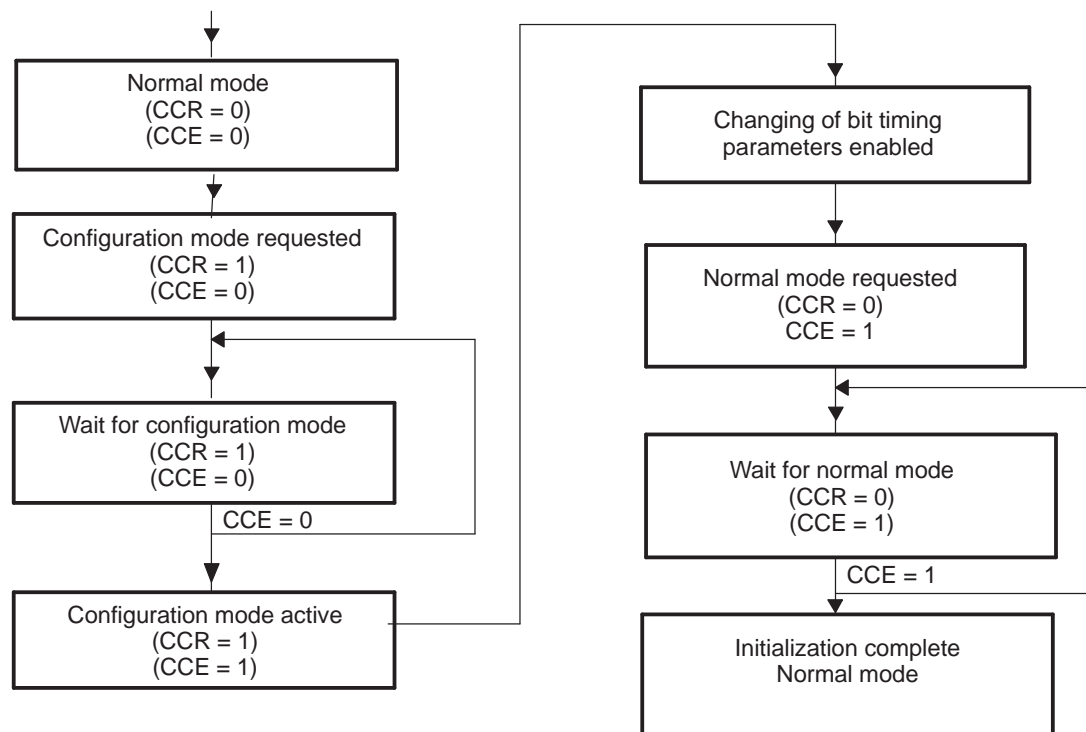 Normal mode
(CCR = 0)
(CCE = 0)
Configuration mode requested
(CCR = 1)
(CCE = 0)
Wait for configuration mode
(CCR = 1)
(CCE = 0)
CCE = 0
Configuration mode active
(CCR = 1)
(CCE = 1)
Changing of bit timing
parameters enabled
Normal mode requested
(CCR = 0)
CCE = 1
Wait for normal mode
(CCR = 0)
(CCE = 1)
CCE = 1
Initialization complete
Normal mode